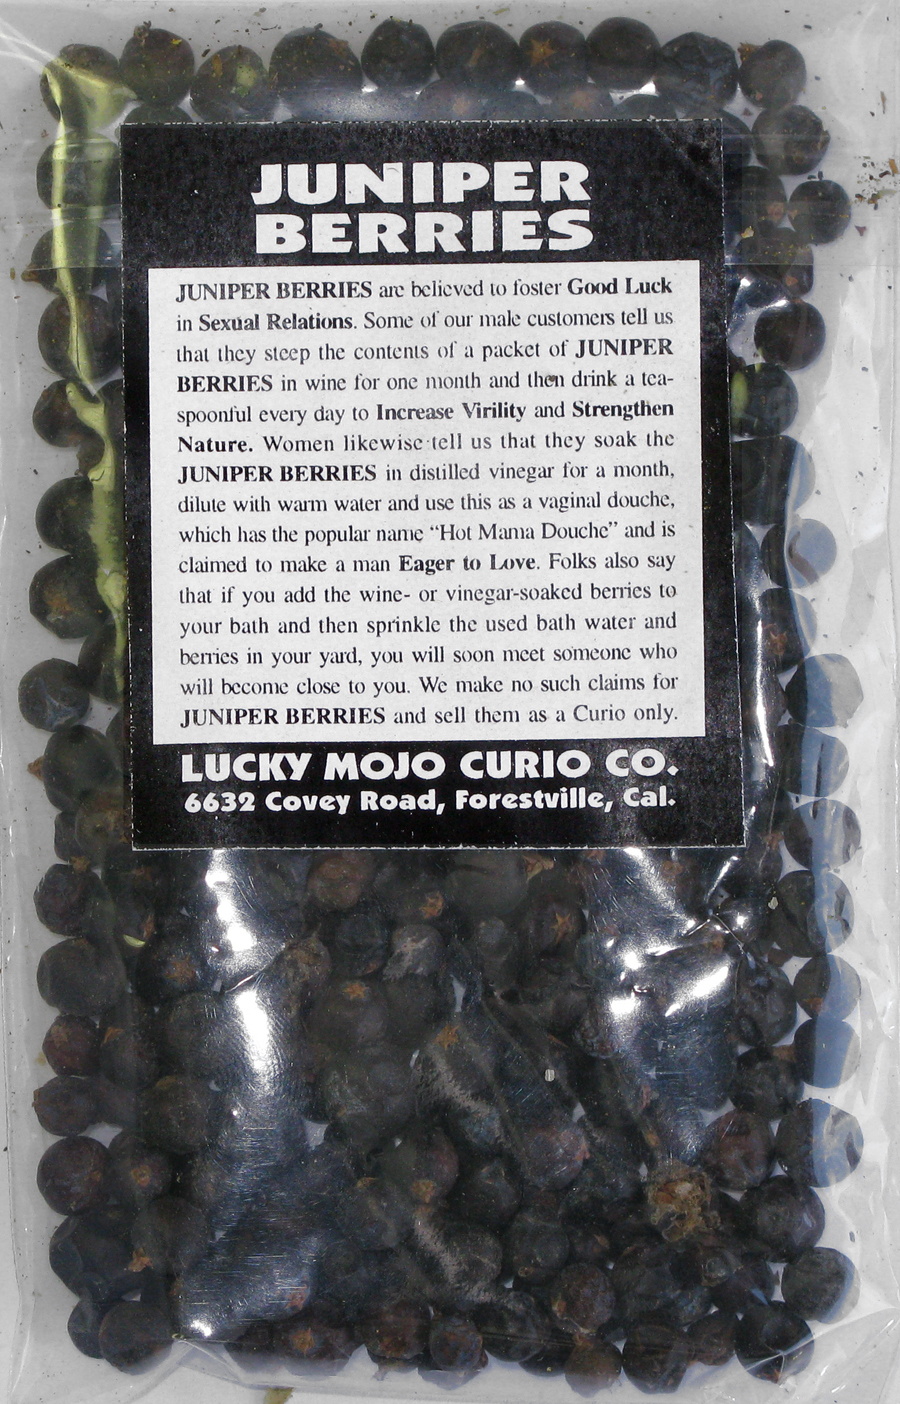 JUNIPER
BERRIES
JUNIPER BERRIES are believed to foster Good Luck
in Sexual Relations. Some of our male customers tell us
that they steep the contents of a packet of JUNIPER
BERRIES in wine for one month and then drink a tea-
spoonful every day to Increase Virility and Strengthen
Nature. Women likewise tell us that they soak the
JUNIPER BERRIES in distilled vinegar for a month,
dilute with warm water and use this as a vaginal douche,
which has the popular name “Hot Mama Douche” and is
claimed to make a man Eager to Love. Folks also say
that if you add the wine- or vinegar-soaked berries to
your bath and then sprinkle the used bath water and
berries in your yard, you will soon meet someone who
will become close to you. We make no such claims for
JUNIPER BERRIES and sell them as a Curio only.
LUCKY MOJO CURIO CO.
6632 Covey Road, Forestville, Cal.